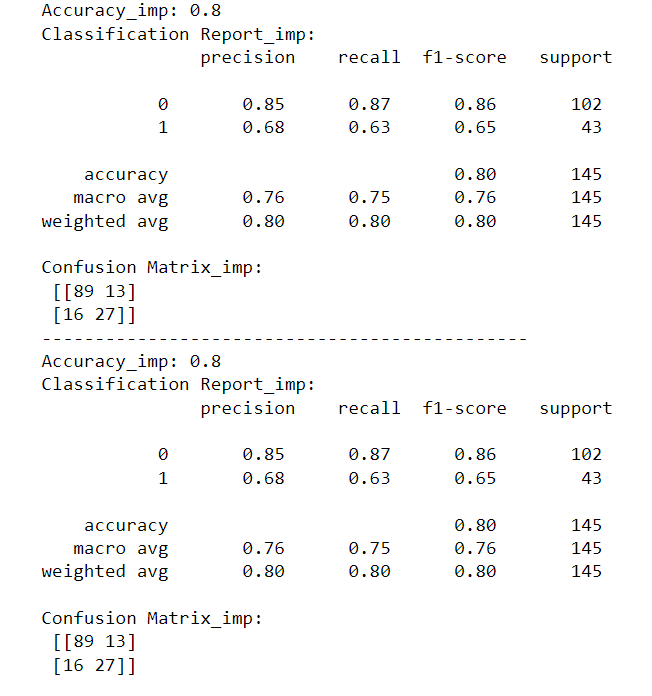 Accuracy_imp: 0.8
Classification Report_imp:
              precision    recall  f1-score   support

           0       0.85      0.87      0.86       102
           1       0.68      0.63      0.65        43

    accuracy                           0.80       145
   macro avg       0.76      0.75      0.76       145
weighted avg       0.80      0.80      0.80       145

Confusion Matrix_imp:
 [[89 13]
 [16 27]]
----------------------------------------------
Accuracy_imp: 0.8
Classification Report_imp:
              precision    recall  f1-score   support

           0       0.85      0.87      0.86       102
           1       0.68      0.63      0.65        43

    accuracy                           0.80       145
   macro avg       0.76      0.75      0.76       145
weighted avg       0.80      0.80      0.80       145

Confusion Matrix_imp:
 [[89 13]
 [16 27]]